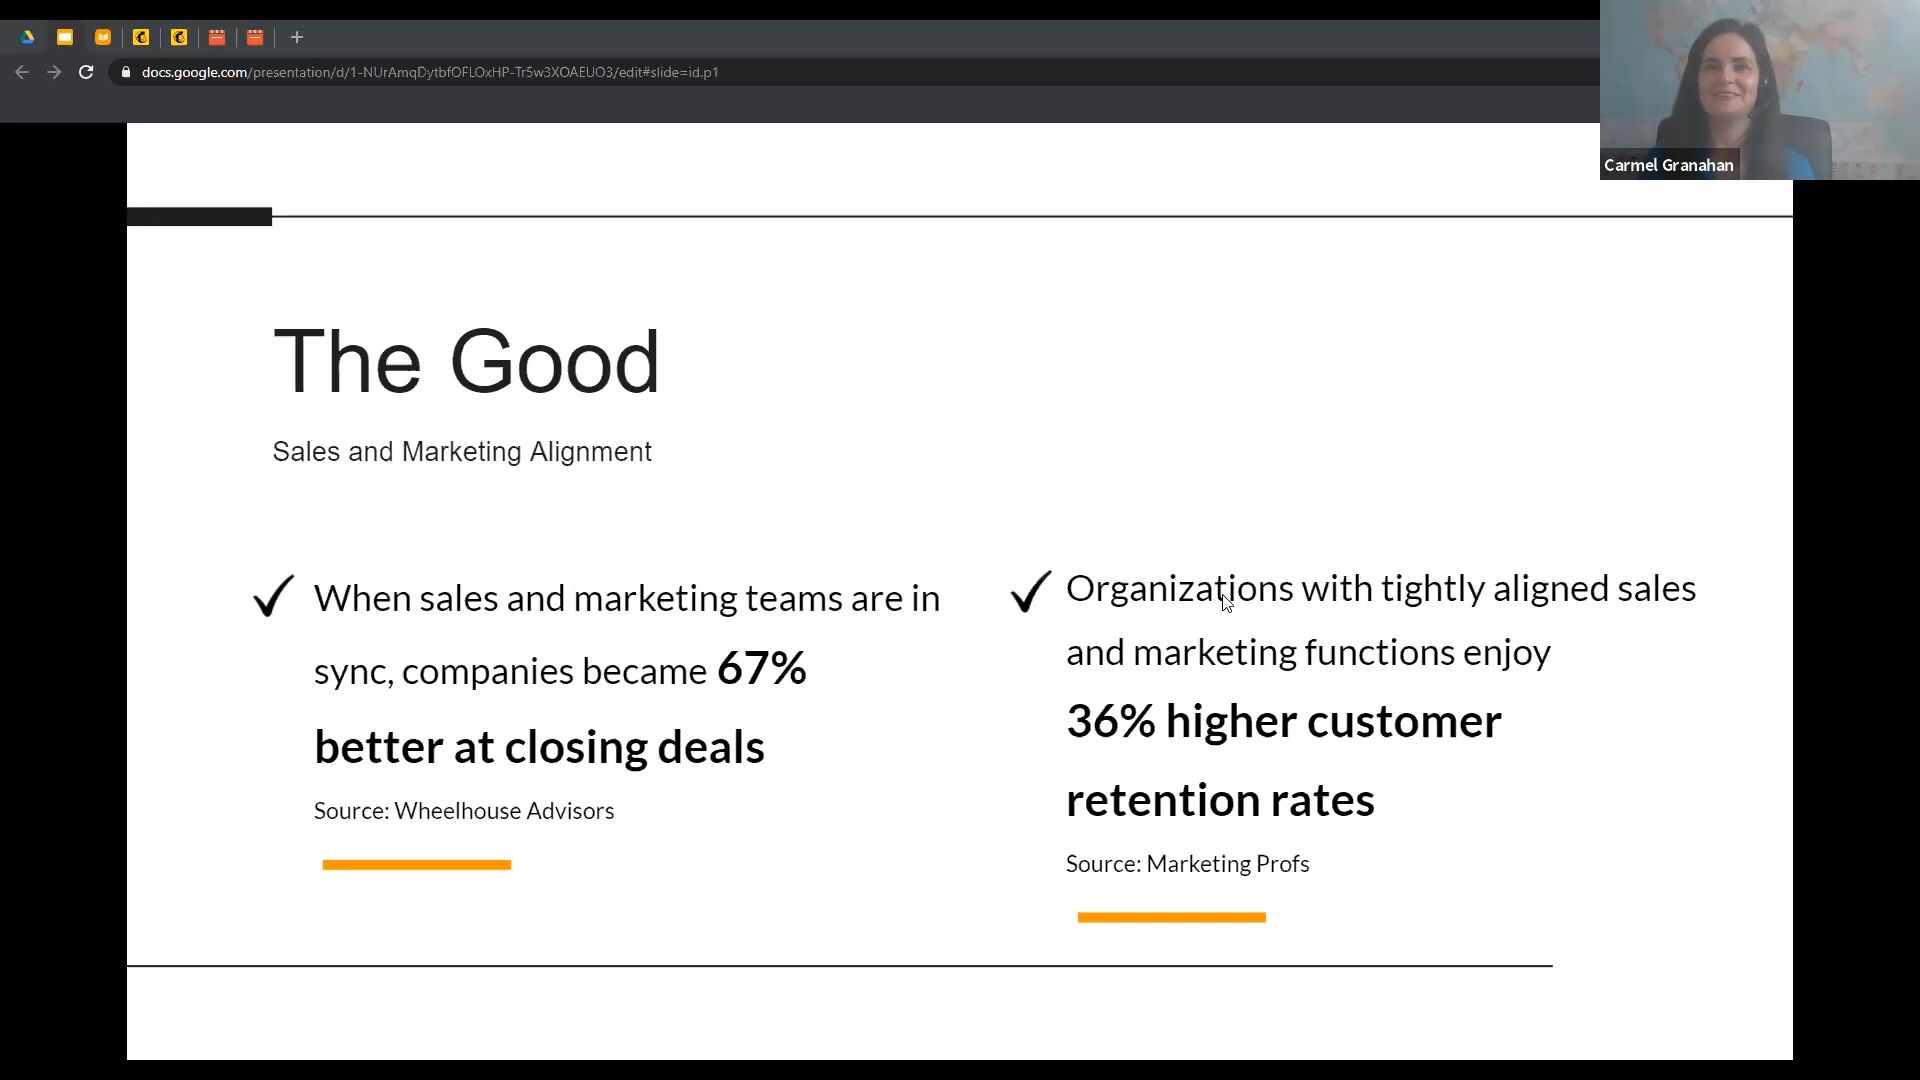 docs.google.com/presentation/d/1-NUrAmqDytbfOFLOxHP-Tr5w3XOAEUO3/edit#slide=id.p1
Carmel Granahan
The Good
Sales and Marketing Alignment
When sales and marketing teams are in
sync, companies became 67%
better at closing deals
Source: Wheelhouse Advisors
Organizations with tightly aligned sales
and marketing functions enjoy
36% higher customer
retention rates
Source: Marketing Profs